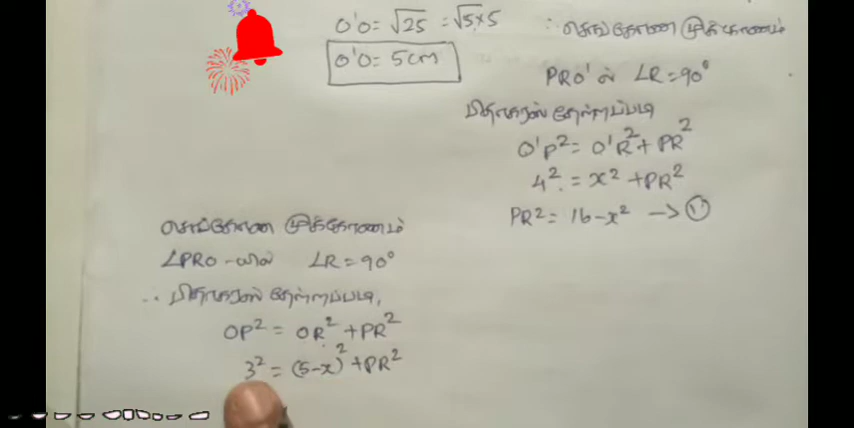 O'O = √25 = √5×5
O'O = 5cm
∴ செங்கோண முக்கோணம்
PRO' ல் ∠R = 90°
பிதாகரஸ் தேற்றப்படி
O'P² = O'R² + PR²
4² = x² + PR²
PR² = 16 - x² → ①
செங்கோண முக்கோணம்
∠PRO - யில் ∠R = 90°
∴ பிதாகரஸ் தேற்றப்படி,
OP² = OR² + PR²
3² = (5-x)² + PR²